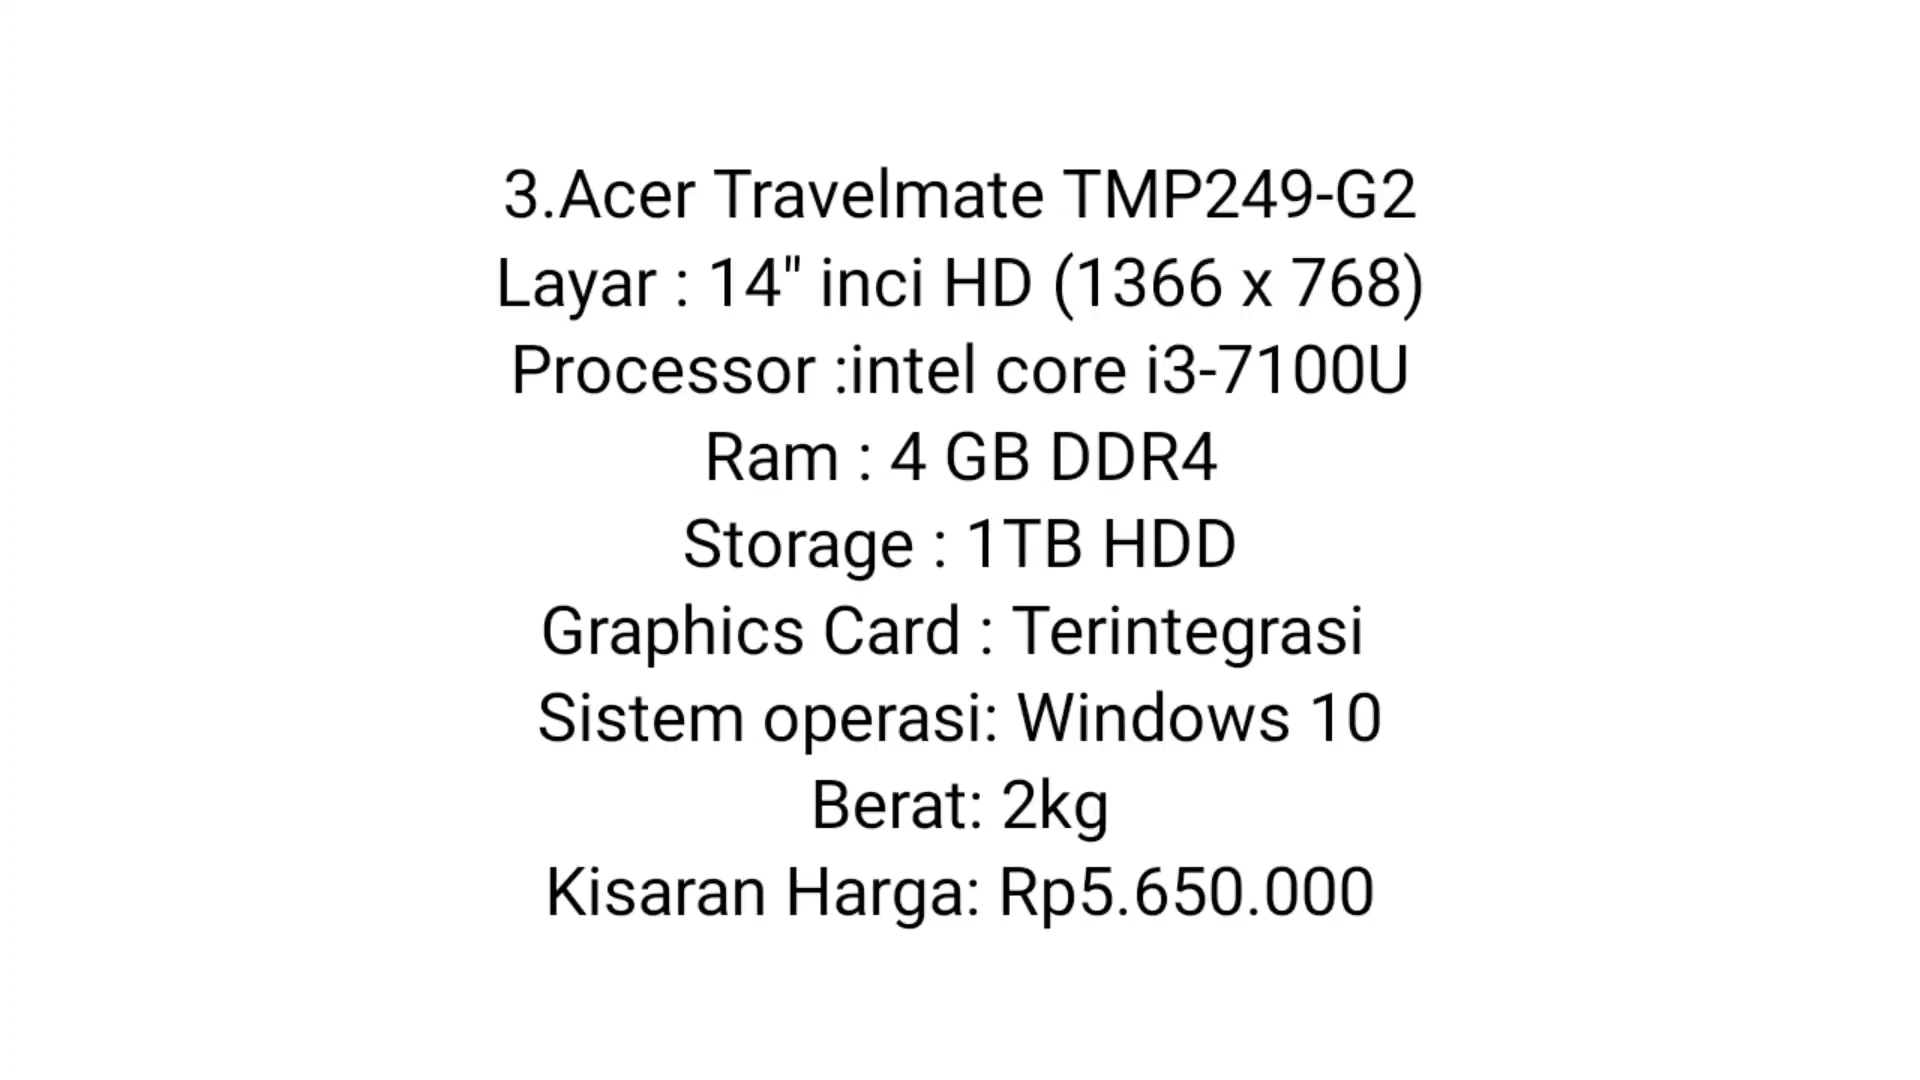 3.Acer Travelmate TMP249-G2
Layar : 14" inci HD (1366 x 768)
Processor :intel core i3-7100U
Ram : 4 GB DDR4
Storage : 1TB HDD
Graphics Card : Terintegrasi
Sistem operasi: Windows 10
Berat: 2kg
Kisaran Harga: Rp5.650.000